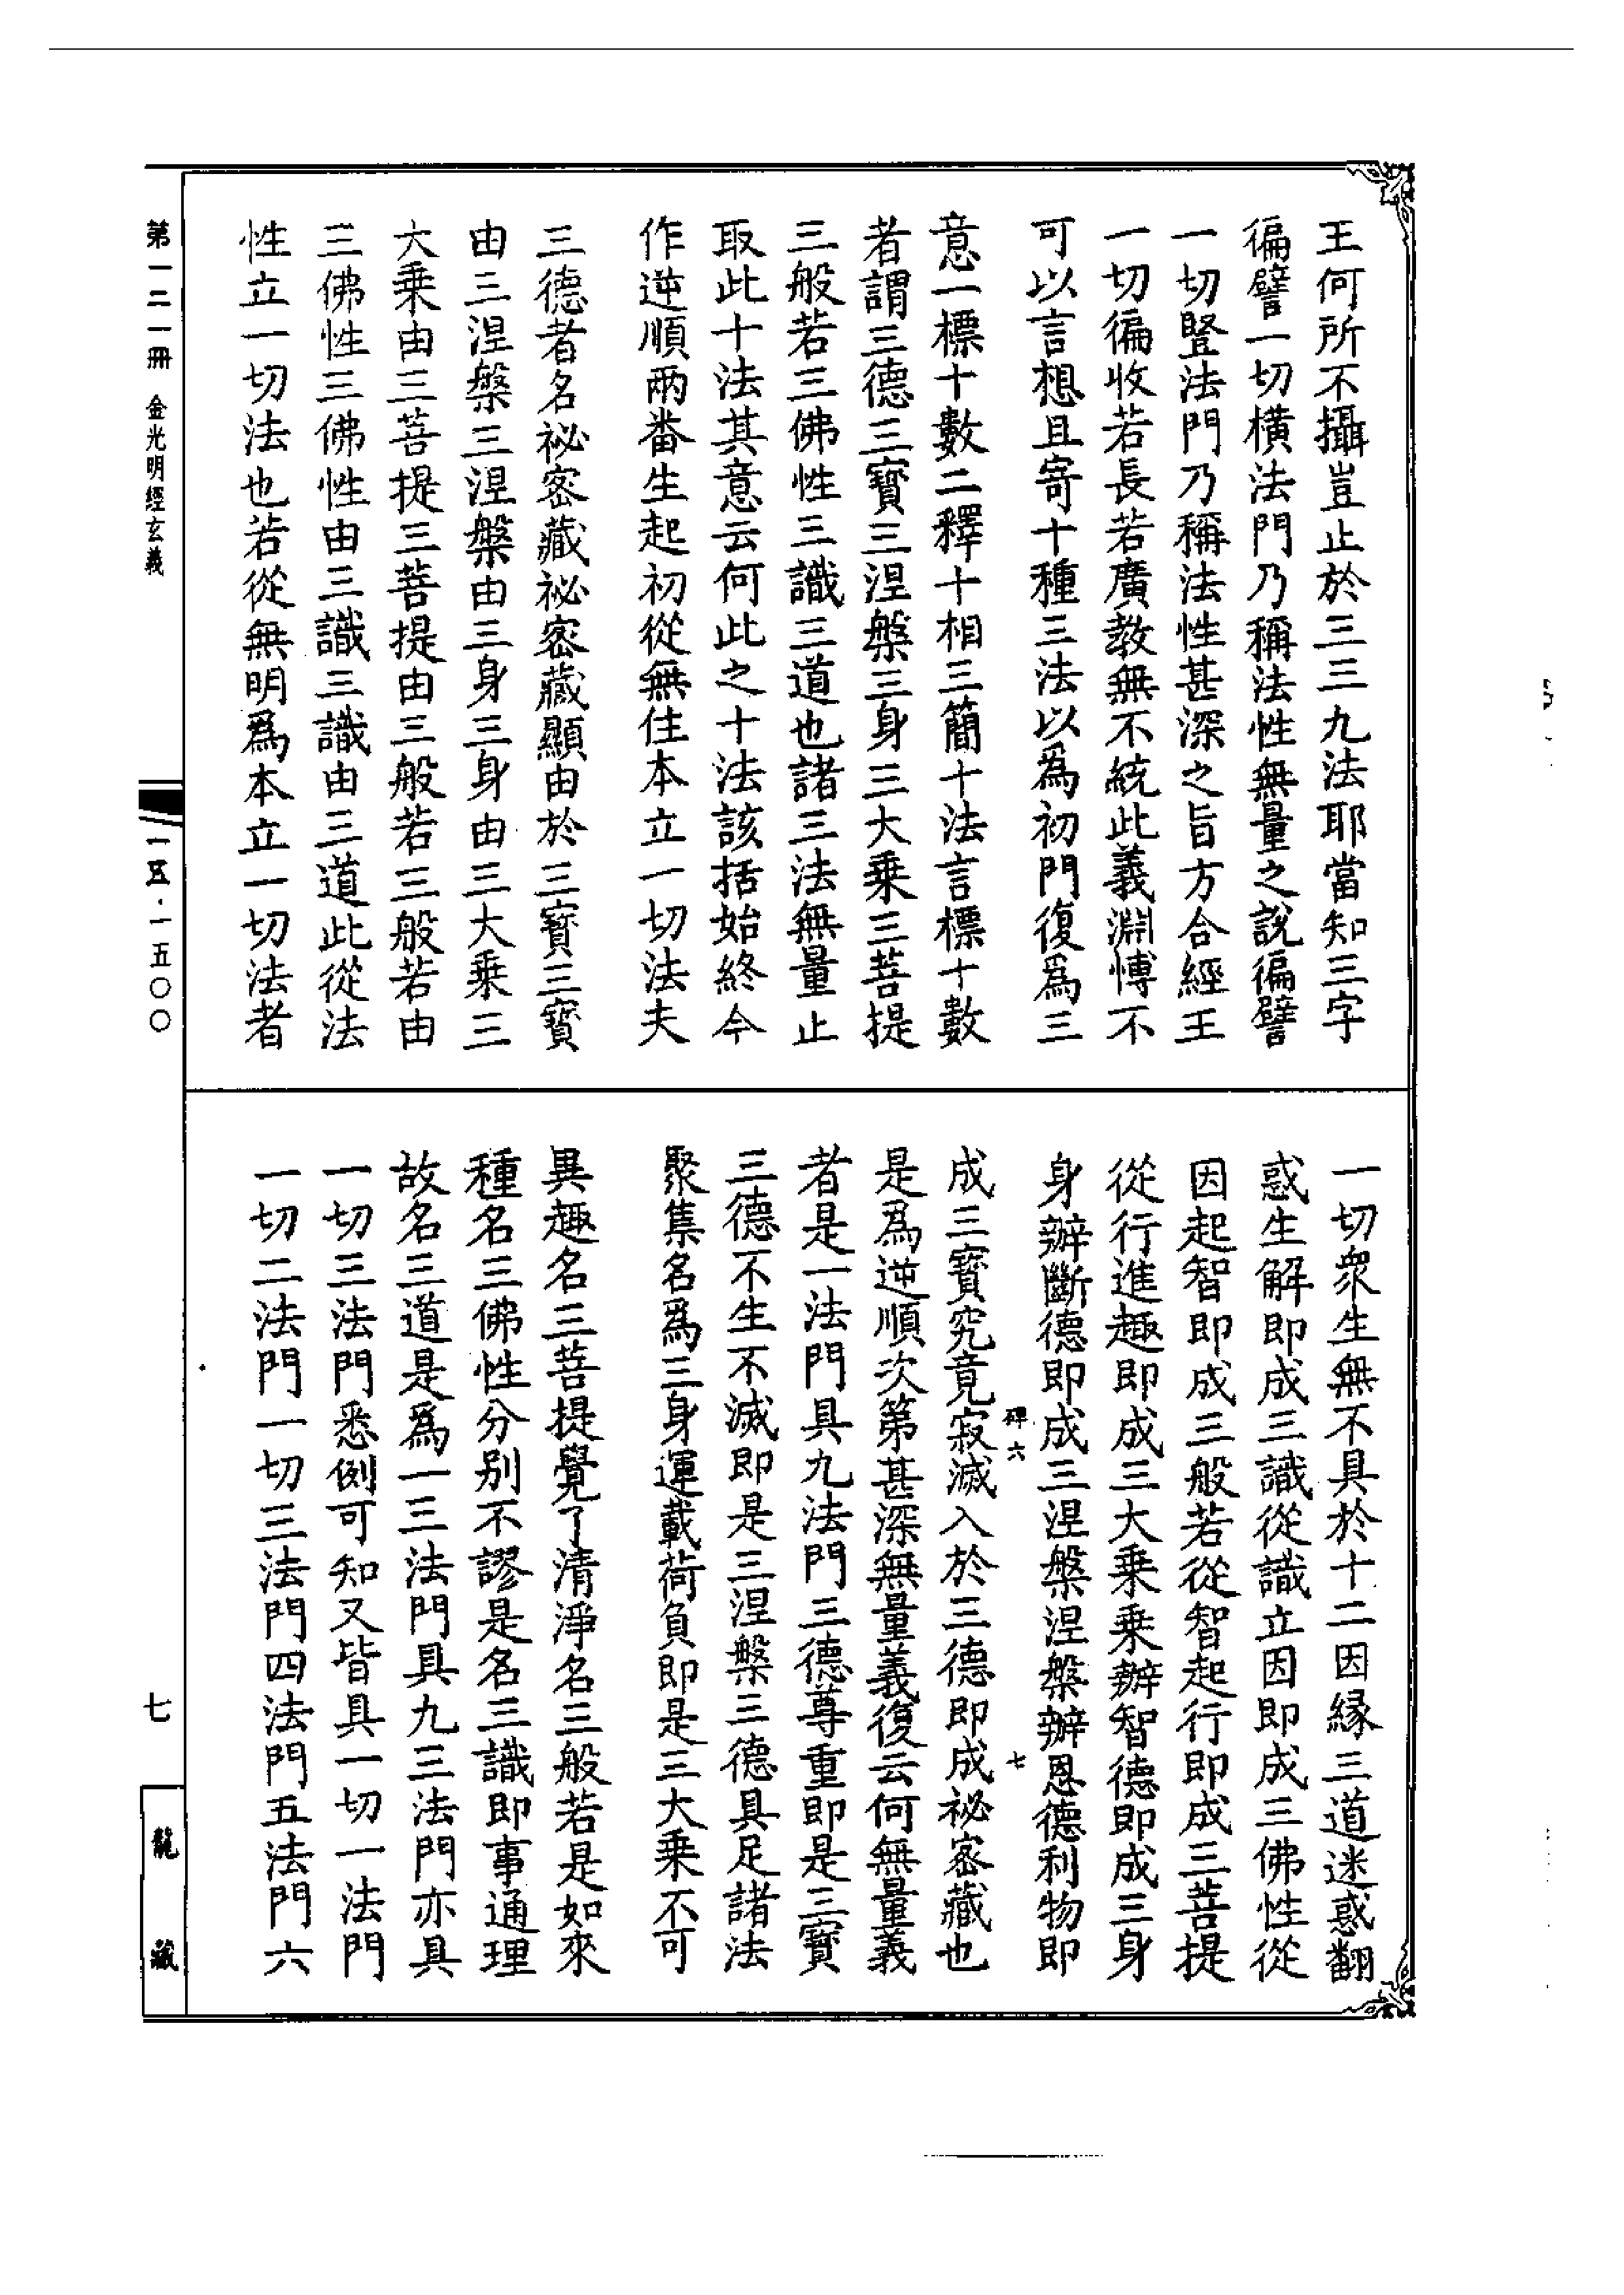 王何所不攝豈止於三三九法耶當知三字
徧譬一切橫法門乃稱法性無量之說徧譬
一切豎法門乃稱法性甚深之旨方合經王
一切徧收若長若廣教無不統此義淵愽不
可以言想且寄十種三法以為初門復爲三
意一標十數二釋十相三簡十法言標十數
者謂三德三寳三涅槃三身三大乗三菩提
三般若三佛性三識三道也諸三法無量止
取此十法其意云何此之十法該括始終今
作逆順兩番生起初從無住本立一切法夫
三德者名祕密藏祕密藏顯由於三寳三寳
由三涅槃三涅槃由三身三身由三大乗三
大乗由三菩提三菩提由三般若三般若由
三佛性三佛性由三識三識由三道此從法
性立一切法也若從無明爲本立一切法者
一切衆生無不具於十二因緣三道迷惑翻
惑生解即成三識從識立因即成三佛性從
因起智即成三般若從智起行即成三菩提
從行進趣即成三大乗乗辦智德即成三身
身辦斷德即成三涅槃涅槃辦恩德利物即
碑六
七
成三寳究竟寂滅入於三德即成祕密藏也
是爲逆順次第甚深無量義復云何無量義
者是一法門具九法門三德尊重即是三寳
三德不生不滅即是三涅槃三德具足諸法
聚集名爲三身運載荷負即是三大乗不可
異趣名三菩提覺了清淨名三般若是如來
種名三佛性分别不謬是名三識即事通理
故名三道是爲一三法門具九三法門亦具
一切三法門悉例可知又皆具一切一法門
一切二法門一切三法門四法門五法門六
第一二一冊 金光明經玄義
一五·一五〇〇
七
龍藏